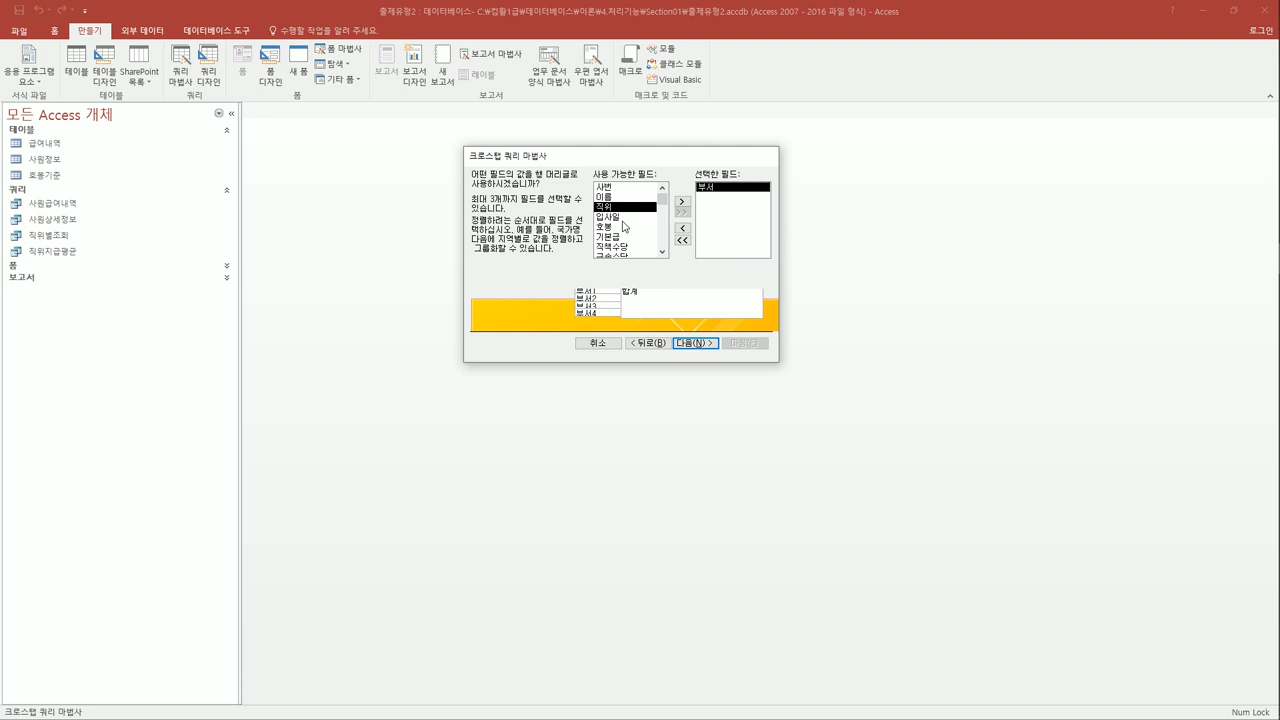 출제유형2 : 데이터베이스- C:₩컴활1급₩데이터베이스₩이론₩4.처리기능₩Section01₩출제유형2.accdb (Access 2007 - 2016 파일 형식) - Access
파일 홈 만들기 외부 데이터 데이터베이스 도구 수행할 작업을 알려 주세요. 로그인
응용 프로그램 요소
테이블
테이블 디자인
SharePoint 목록
쿼리 마법사
쿼리 디자인
폼
폼 디자인
새 폼
폼 마법사
탐색
기타 폼
보고서
보고서 디자인
새 보고서
보고서 마법사
레이블
업무 문서 양식 마법사
우편 엽서 마법사
매크로
모듈
클래스 모듈
Visual Basic
서식 파일 테이블 쿼리 폼 보고서 매크로 및 코드
모든 Access 개체
테이블
급여내역
사원정보
호봉기준
쿼리
사원급여내역
사원상세정보
직위별조회
직위지급평균
폼
보고서
크로스탭 쿼리 마법사
어떤 필드의 값을 행 머리글로
사용하시겠습니까?
최대 3개까지 필드를 선택할 수
있습니다.
정렬하려는 순서대로 필드를 선
택하십시오. 예를 들어, 국가명
다음에 지역별로 값을 정렬하고
그룹화할 수 있습니다.
사용 가능한 필드:
사번
이름
직위
입사일
호봉
기본급
직책수당
근속수당
선택한 필드:
부서
부서1 합계
부서2
부서3
부서4
취소 < 뒤로(B) 다음(N) > 마침(F)
크로스탭 쿼리 마법사 Num Lock